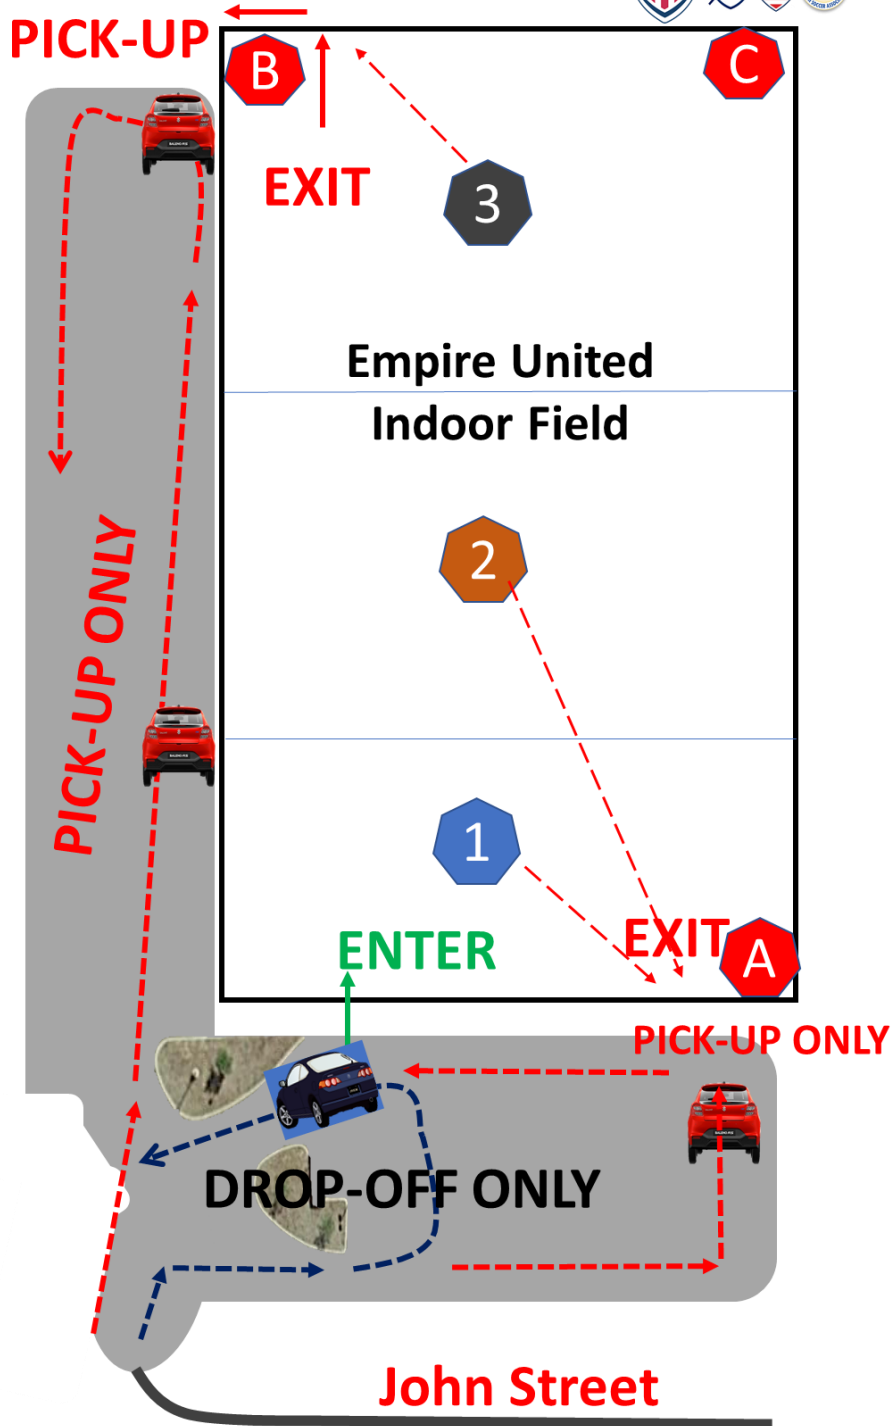 PICK-UP
B
C
EXIT
3
Empire United
Indoor Field
2
PICK-UP ONLY
1
ENTER
EXIT
A
PICK-UP ONLY
DROP-OFF ONLY
John Street